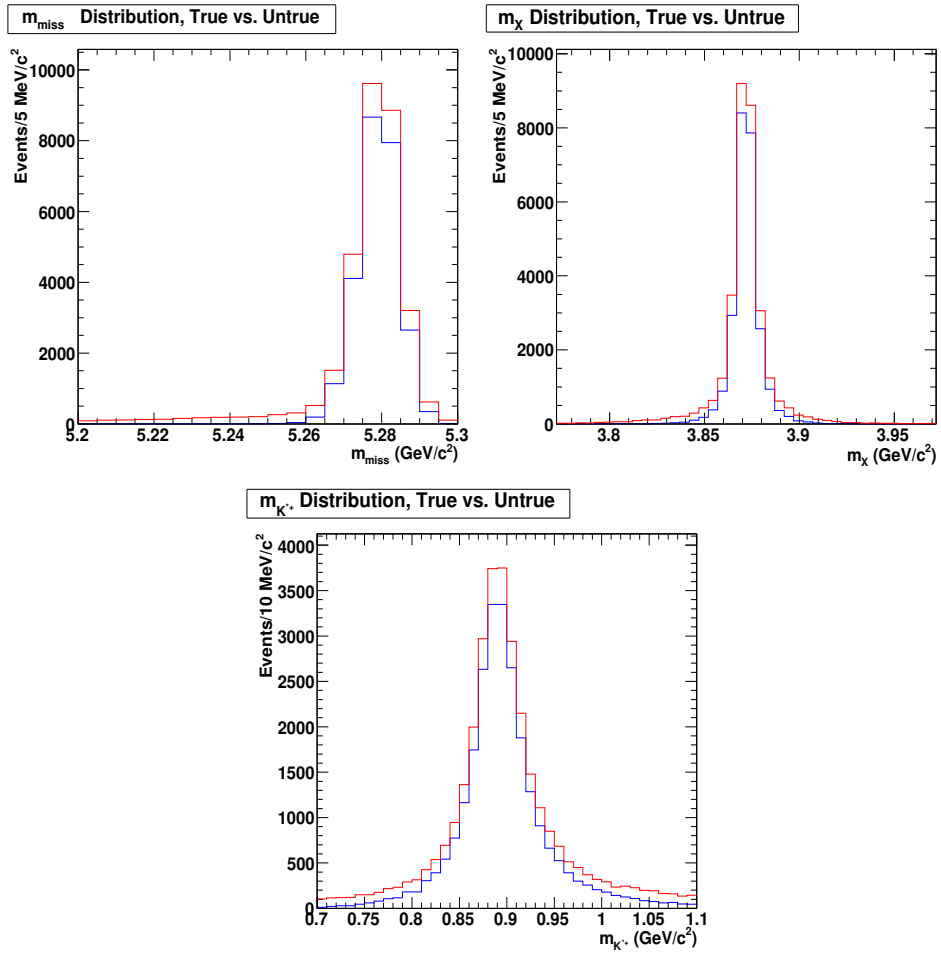 m_miss Distribution, True vs. Untrue
Events/5 MeV/c²
10000
8000
6000
4000
2000
0
5.2 5.22 5.24 5.26 5.28 5.3
m_miss (GeV/c²)
m_X Distribution, True vs. Untrue
Events/5 MeV/c²
10000
8000
6000
4000
2000
0
3.8 3.85 3.9 3.95
m_X (GeV/c²)
m_K*+ Distribution, True vs. Untrue
Events/10 MeV/c²
4000
3500
3000
2500
2000
1500
1000
500
0
0.7 0.75 0.8 0.85 0.9 0.95 1 1.05 1.1
m_K*+ (GeV/c²)